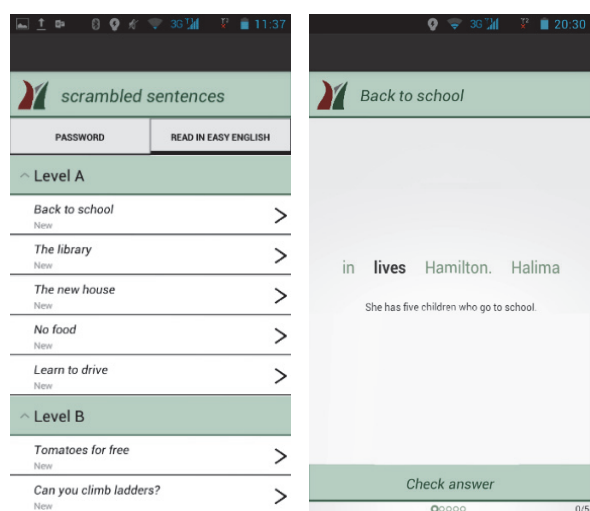 3G 11:37
scrambled sentences
PASSWORD READ IN EASY ENGLISH
Level A
Back to school
New
The library
New
The new house
New
No food
New
Learn to drive
New
Level B
Tomatoes for free
New
Can you climb ladders?
New
3G 20:30
Back to school
in lives Hamilton. Halima
She has five children who go to school.
Check answer
0/5